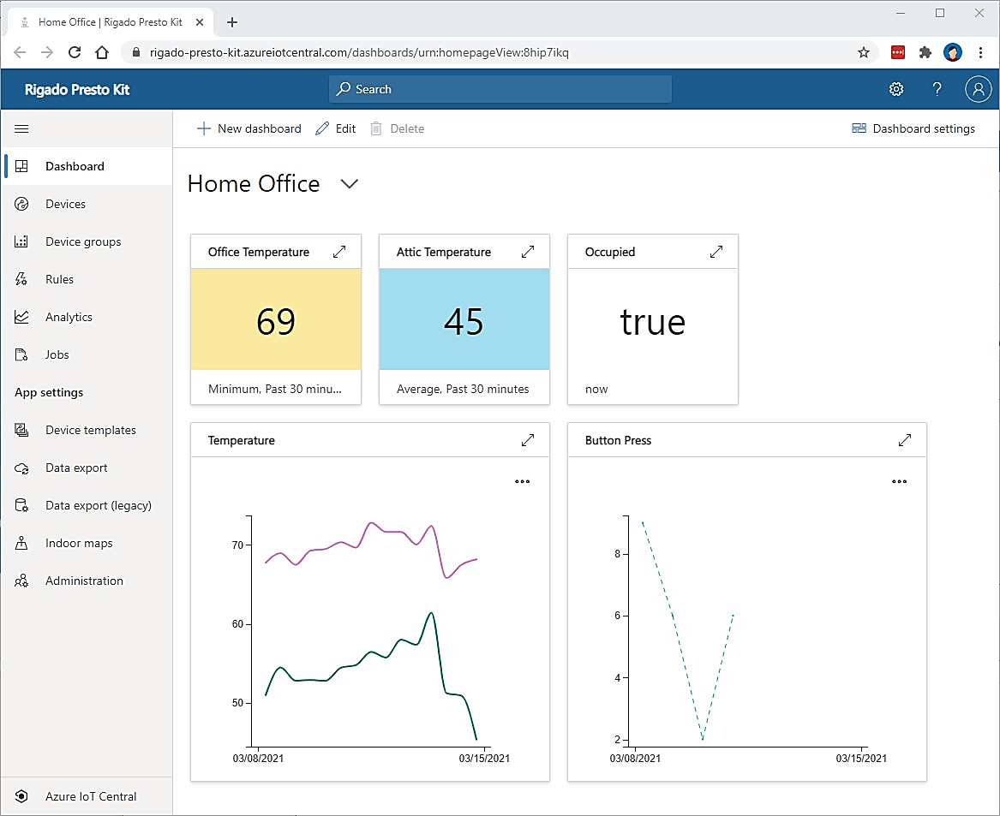 Home Office | Rigado Presto Kit
rigado-presto-kit.azureiotcentral.com/dashboards/urn:homepageView:8hip7ikq
Rigado Presto Kit
Search
?
New dashboard Edit Delete Dashboard settings
Dashboard
Devices
Device groups
Rules
Analytics
Jobs
App settings
Device templates
Data export
Data export (legacy)
Indoor maps
Administration
Azure IoT Central
Home Office
Office Temperature
69
Minimum, Past 30 minu...
Attic Temperature
45
Average, Past 30 minutes
Occupied
true
now
Temperature
70
60
50
03/08/2021 03/15/2021
Button Press
8
6
4
2
03/08/2021 03/15/2021